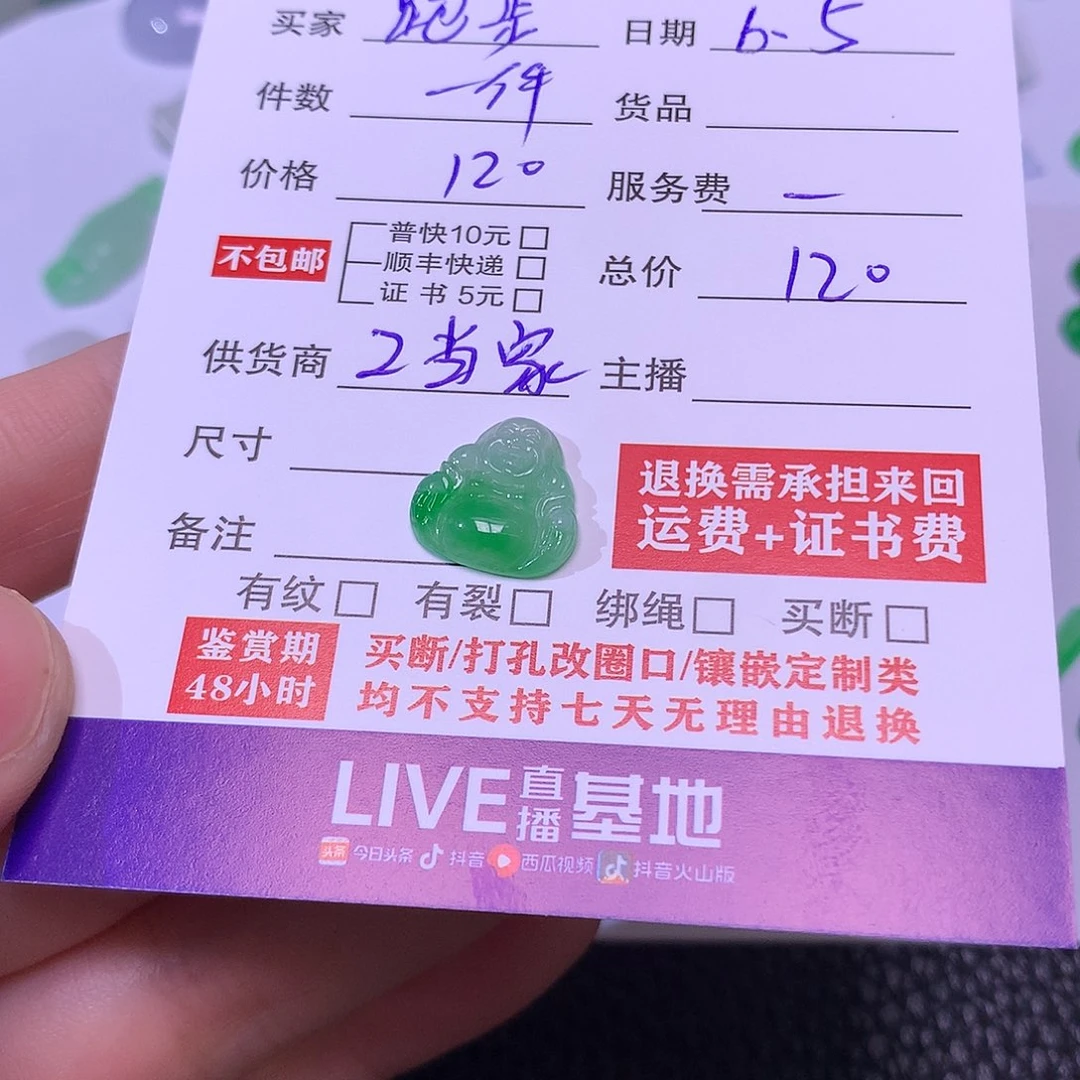 买家 跑步 日期 6.5
件数 一件 货品
价格 120 服务费 —
不包邮 普快10元
顺丰快递
证书5元
总价 120
供货商 2当家 主播
尺寸
备注
退换需承担来回
运费+证书费
有纹 有裂 绑绳 买断
鉴赏期
48小时
买断/打孔改圈口/镶嵌定制类
均不支持七天无理由退换
LIVE直播基地
头条 今日头条 抖音 西瓜视频 抖音火山版